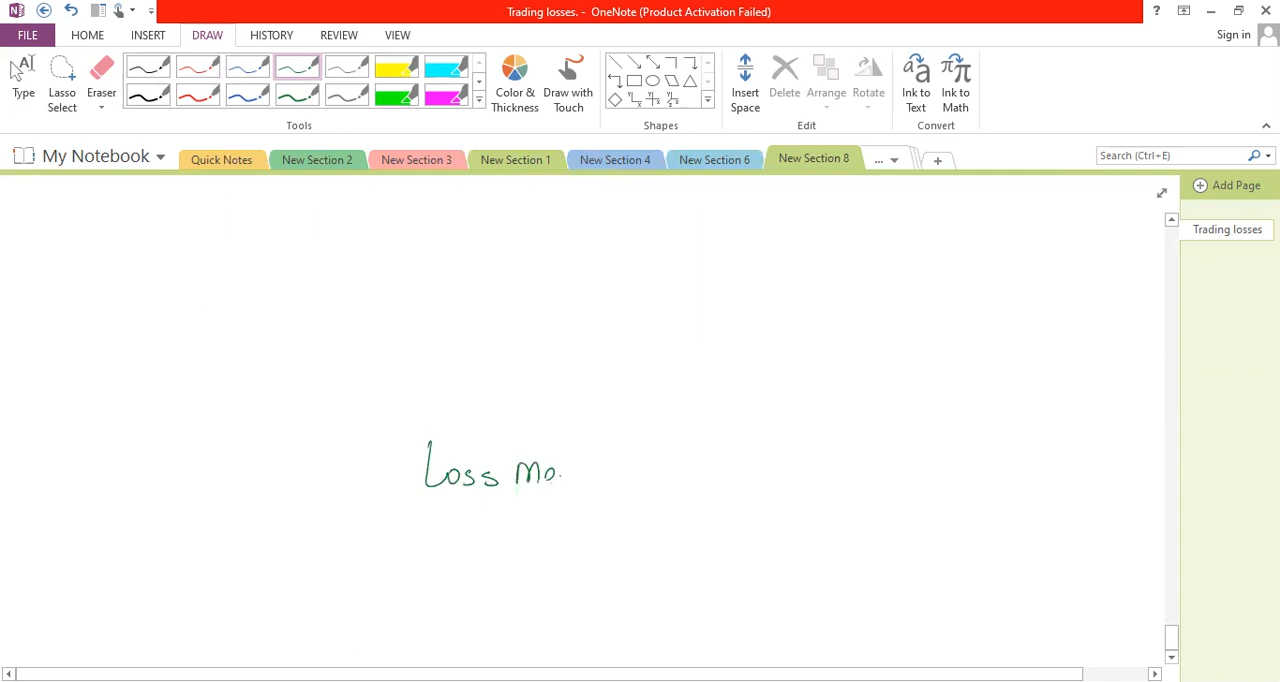 Trading losses. - OneNote (Product Activation Failed)
?
FILE HOME INSERT DRAW HISTORY REVIEW VIEW
Sign in
Type
Lasso Select
Eraser
Color & Thickness
Draw with Touch
Insert Space
Delete
Arrange
Rotate
Ink to Text
Ink to Math
Tools
Shapes
Edit
Convert
My Notebook
Quick Notes
New Section 2
New Section 3
New Section 1
New Section 4
New Section 6
New Section 8
...
Search (Ctrl+E)
Add Page
Trading losses
Loss Mo